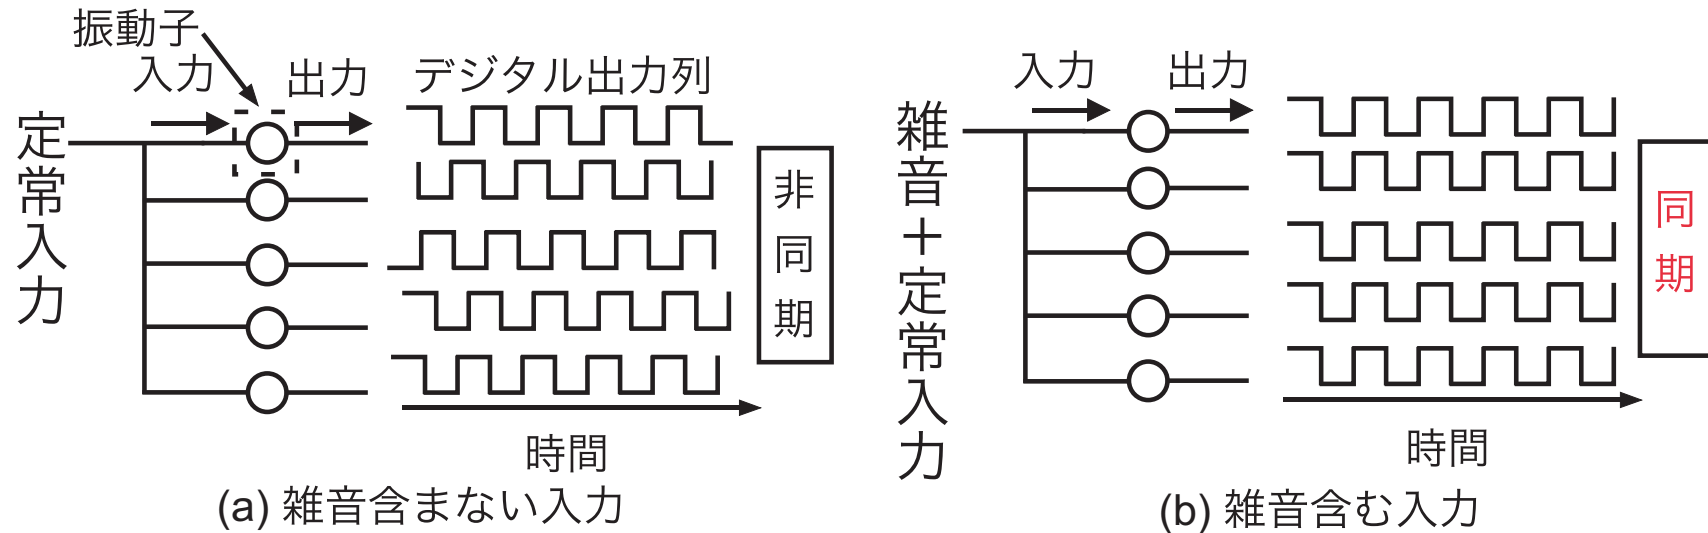 振動子
入力
出力
デジタル出力列
定常入力
非同期
時間
(a) 雑音含まない入力
入力
出力
雑音＋定常入力
同期
時間
(b) 雑音含む入力